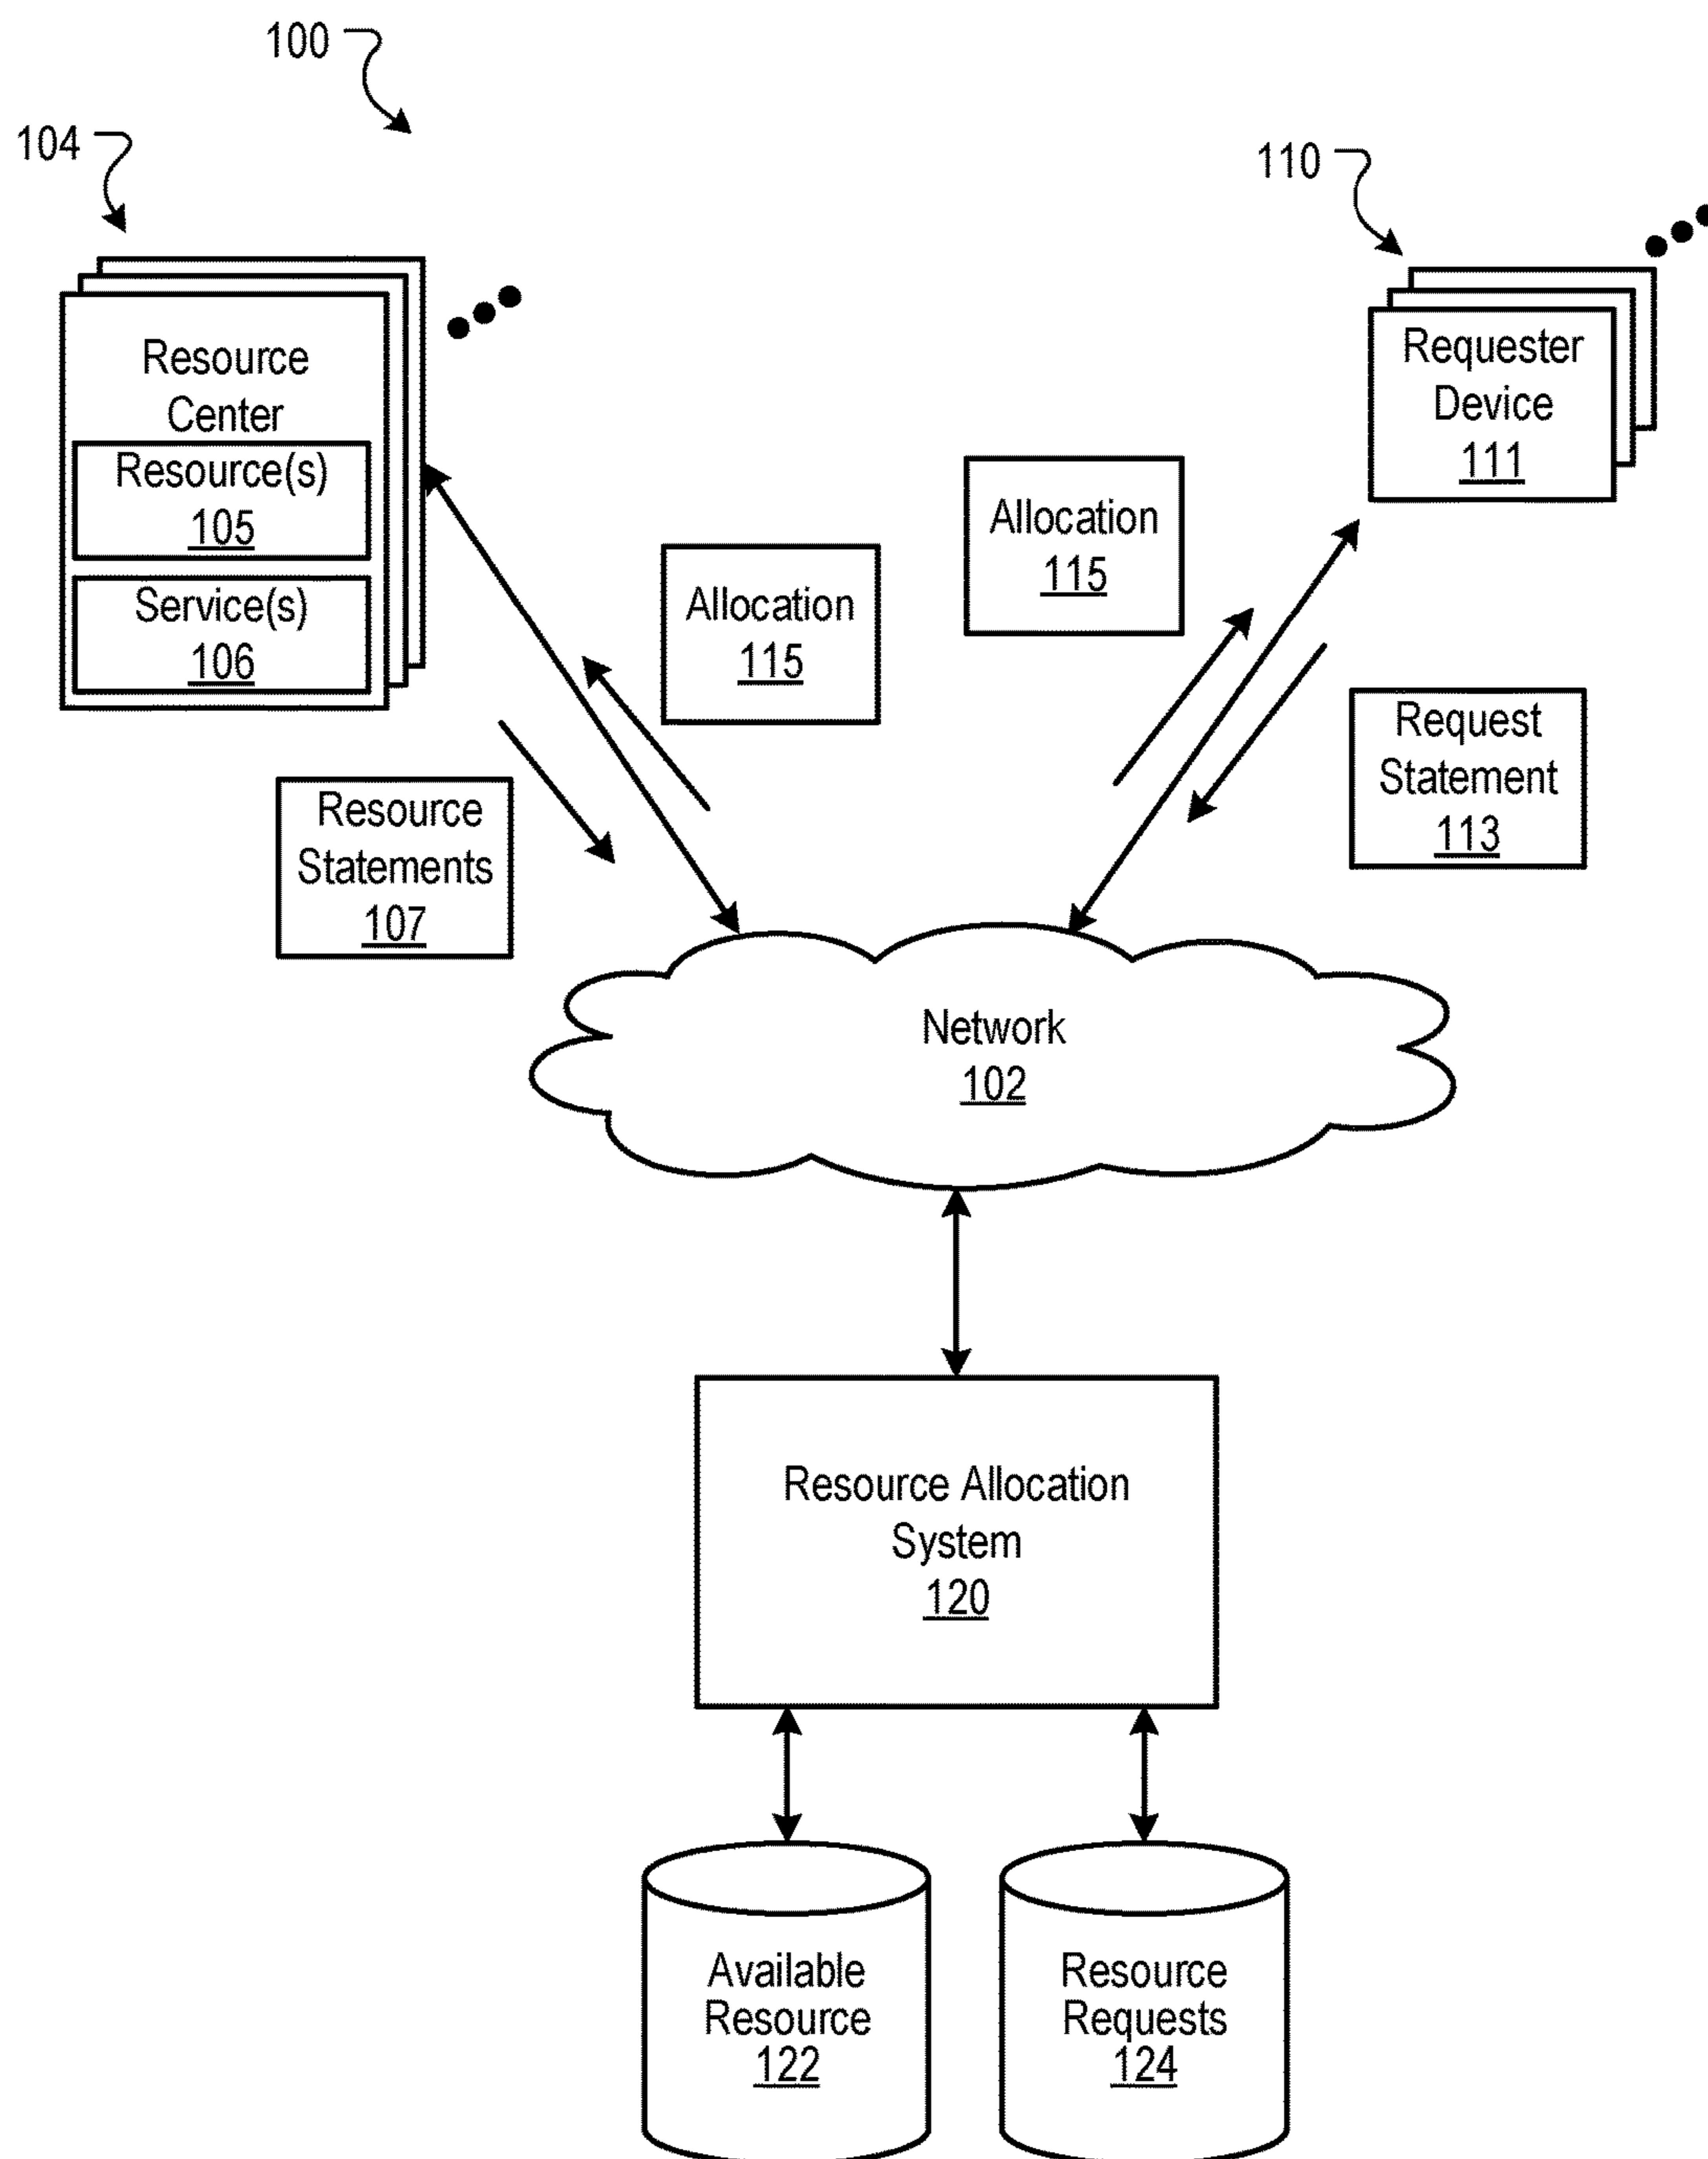 100
104
110
Resource
Center
Resource(s)
105
Service(s)
106
Requester
Device
111
Allocation
115
Allocation
115
Request
Statement
113
Resource
Statements
107
Network
102
Resource Allocation
System
120
Available
Resource
122
Resource
Requests
124